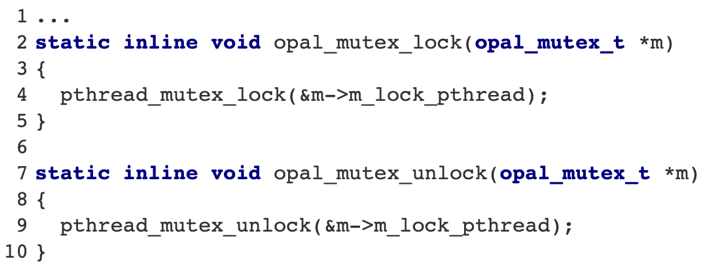 1 ...
2 static inline void opal_mutex_lock(opal_mutex_t *m)
3 {
4   pthread_mutex_lock(&m->m_lock_pthread);
5 }
6
7 static inline void opal_mutex_unlock(opal_mutex_t *m)
8 {
9   pthread_mutex_unlock(&m->m_lock_pthread);
10 }